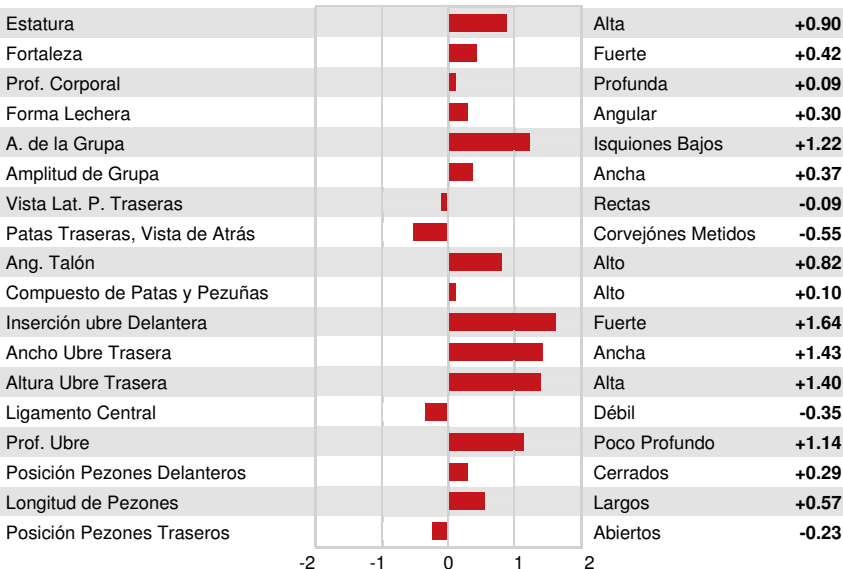 Estatura Alta +0.90
Fortaleza Fuerte +0.42
Prof. Corporal Profunda +0.09
Forma Lechera Angular +0.30
A. de la Grupa Isquiones Bajos +1.22
Amplitud de Grupa Ancha +0.37
Vista Lat. P. Traseras Rectas -0.09
Patas Traseras, Vista de Atrás Corvejónes Metidos -0.55
Ang. Talón Alto +0.82
Compuesto de Patas y Pezuñas Alto +0.10
Inserción ubre Delantera Fuerte +1.64
Ancho Ubre Trasera Ancha +1.43
Altura Ubre Trasera Alta +1.40
Ligamento Central Débil -0.35
Prof. Ubre Poco Profundo +1.14
Posición Pezones Delanteros Cerrados +0.29
Longitud de Pezones Largos +0.57
Posición Pezones Traseros Abiertos -0.23
-2 -1 0 1 2